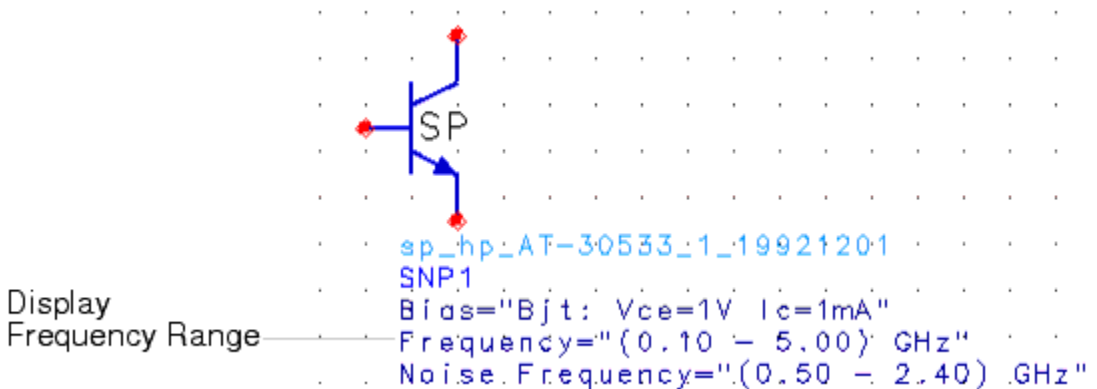 SP
sp_hp_AT-30533_1_19921201
SNP1
Display
Frequency Range
Bias="Bjt: Vce=1V Ic=1mA"
Frequency="(0.10 - 5.00) GHz"
Noise Frequency="(0.50 - 2.40) GHz"